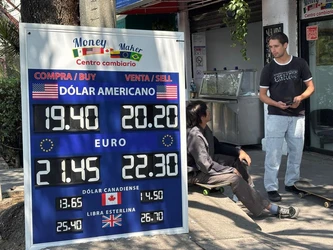 Money Maker
Centro cambiario
COMPRA / BUY VENTA / SELL
DÓLAR AMERICANO
19.40 20.20
EURO
21.45 22.30
DÓLAR CANADIENSE
13.65 14.50
LIBRA ESTERLINA
25.40 26.70